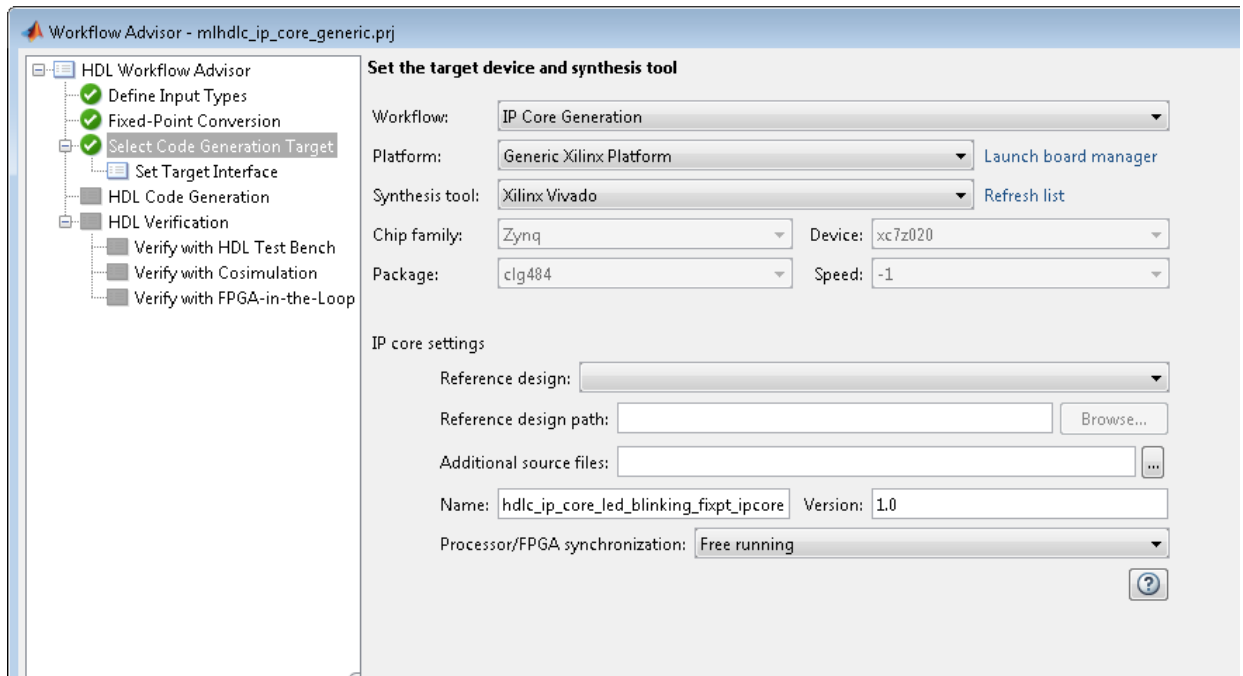 Workflow Advisor - mlhdlc_ip_core_generic.prj
HDL Workflow Advisor
Define Input Types
Fixed-Point Conversion
Select Code Generation Target
Set Target Interface
HDL Code Generation
HDL Verification
Verify with HDL Test Bench
Verify with Cosimulation
Verify with FPGA-in-the-Loop
Set the target device and synthesis tool
Workflow: IP Core Generation
Platform: Generic Xilinx Platform Launch board manager
Synthesis tool: Xilinx Vivado Refresh list
Chip family: Zynq Device: xc7z020
Package: clg484 Speed: -1
IP core settings
Reference design:
Reference design path: Browse...
Additional source files: ...
Name: hdlc_ip_core_led_blinking_fixpt_ipcore Version: 1.0
Processor/FPGA synchronization: Free running
?